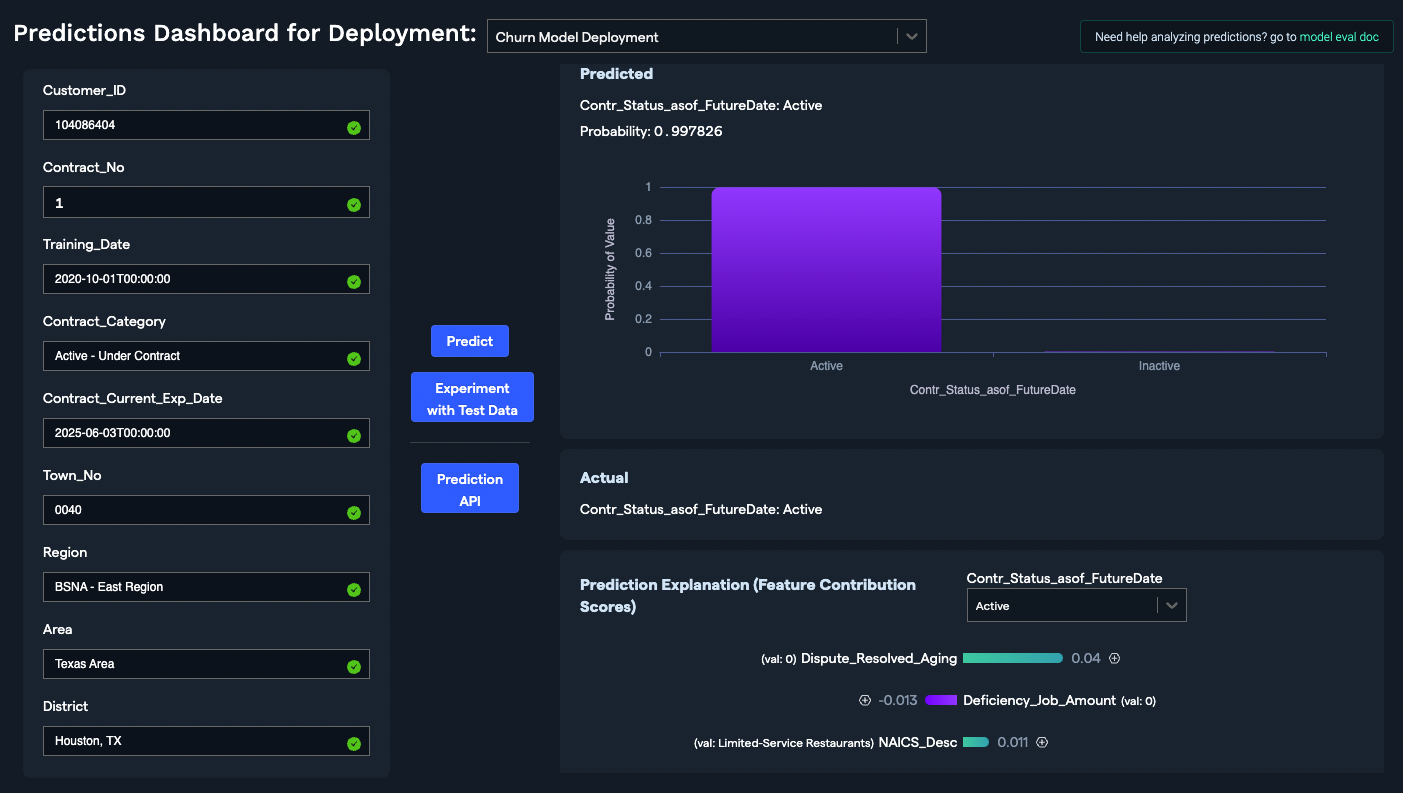 Predictions Dashboard for Deployment:
Churn Model Deployment
Need help analyzing predictions? go to model eval doc
Customer_ID
104086404
Contract_No
1
Training_Date
2020-10-01T00:00:00
Contract_Category
Active - Under Contract
Contract_Current_Exp_Date
2025-06-03T00:00:00
Town_No
0040
Region
BSNA - East Region
Area
Texas Area
District
Houston, TX
Predict
Experiment
with Test Data
Prediction
API
Predicted
Contr_Status_asof_FutureDate: Active
Probability: 0.997826
Probability of Value
1
0.8
0.6
0.4
0.2
0
Active
Inactive
Contr_Status_asof_FutureDate
Actual
Contr_Status_asof_FutureDate: Active
Prediction Explanation (Feature Contribution
Scores)
Contr_Status_asof_FutureDate
Active
(val: 0) Dispute_Resolved_Aging 0.04
-0.013 Deficiency_Job_Amount (val: 0)
(val: Limited-Service Restaurants) NAICS_Desc 0.011